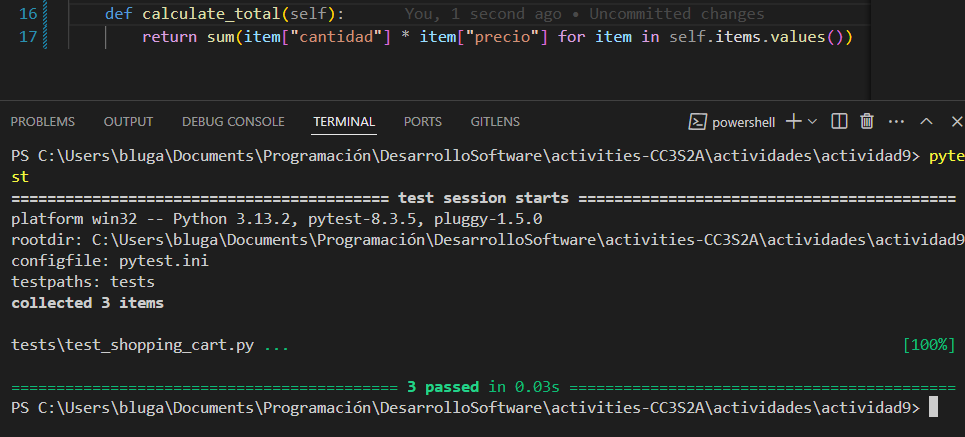 16 def calculate_total(self): You, 1 second ago • Uncommitted changes
17 return sum(item["cantidad"] * item["precio"] for item in self.items.values())
PROBLEMS OUTPUT DEBUG CONSOLE TERMINAL PORTS GITLENS powershell
PS C:\Users\bluga\Documents\Programación\DesarrolloSoftware\activities-CC3S2A\actividades\actividad9> pyte
st
========================================== test session starts ==========================================
platform win32 -- Python 3.13.2, pytest-8.3.5, pluggy-1.5.0
rootdir: C:\Users\bluga\Documents\Programación\DesarrolloSoftware\activities-CC3S2A\actividades\actividad9
configfile: pytest.ini
testpaths: tests
collected 3 items
tests\test_shopping_cart.py ... [100%]
=========================================== 3 passed in 0.03s ===========================================
PS C:\Users\bluga\Documents\Programación\DesarrolloSoftware\activities-CC3S2A\actividades\actividad9>